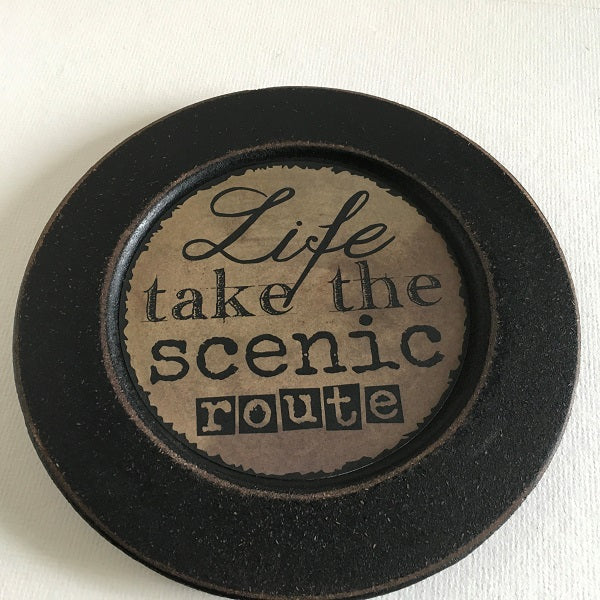 Life
take the
scenic
route